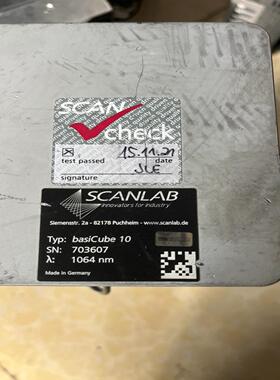 SCAN
check
test passed
15.11.21
date
JLE
signature
SCANLAB
Innovators for Industry
Siemensstr. 2a - 82178 Puchheim - www.scanlab.de
Typ: basiCube 10
SN: 703607
λ: 1064 nm
Made in Germany